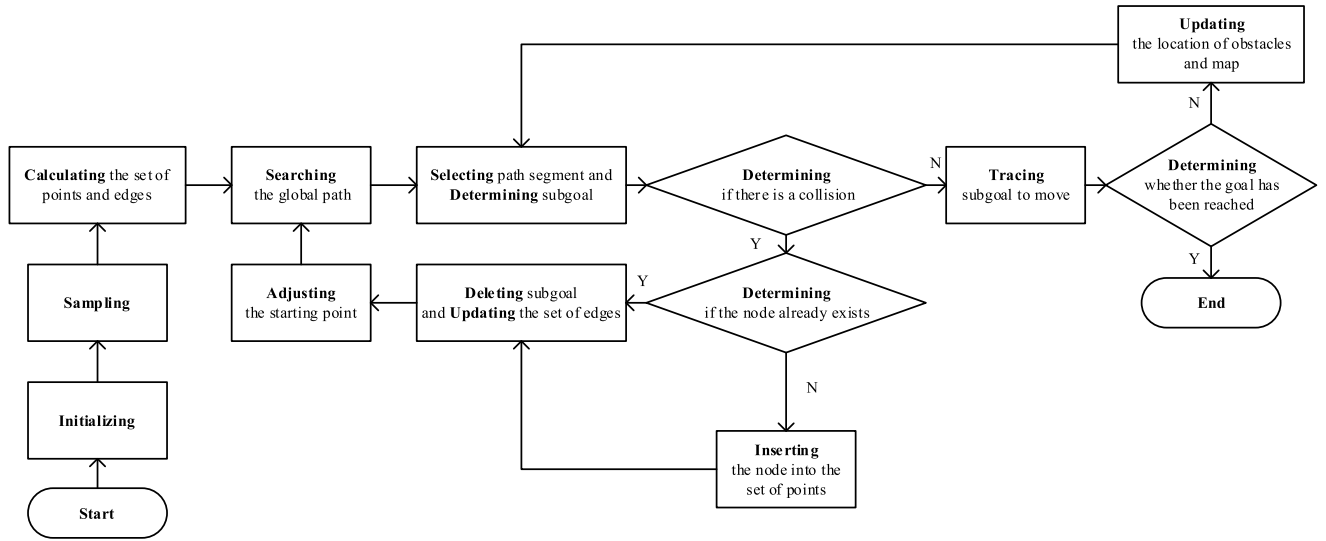 Updating
the location of obstacles
and map
N
Calculating the set of
points and edges
Searching
the global path
Selecting path segment and
Determining subgoal
Determining
if there is a collision
N
Tracing
subgoal to move
Determining
whether the goal has
been reached
Y
Y
Sampling
Adjusting
the starting point
Deleting subgoal
and Updating the set of edges
Y
Determining
if the node already exists
End
N
Initializing
Inserting
the node into the
set of points
Start